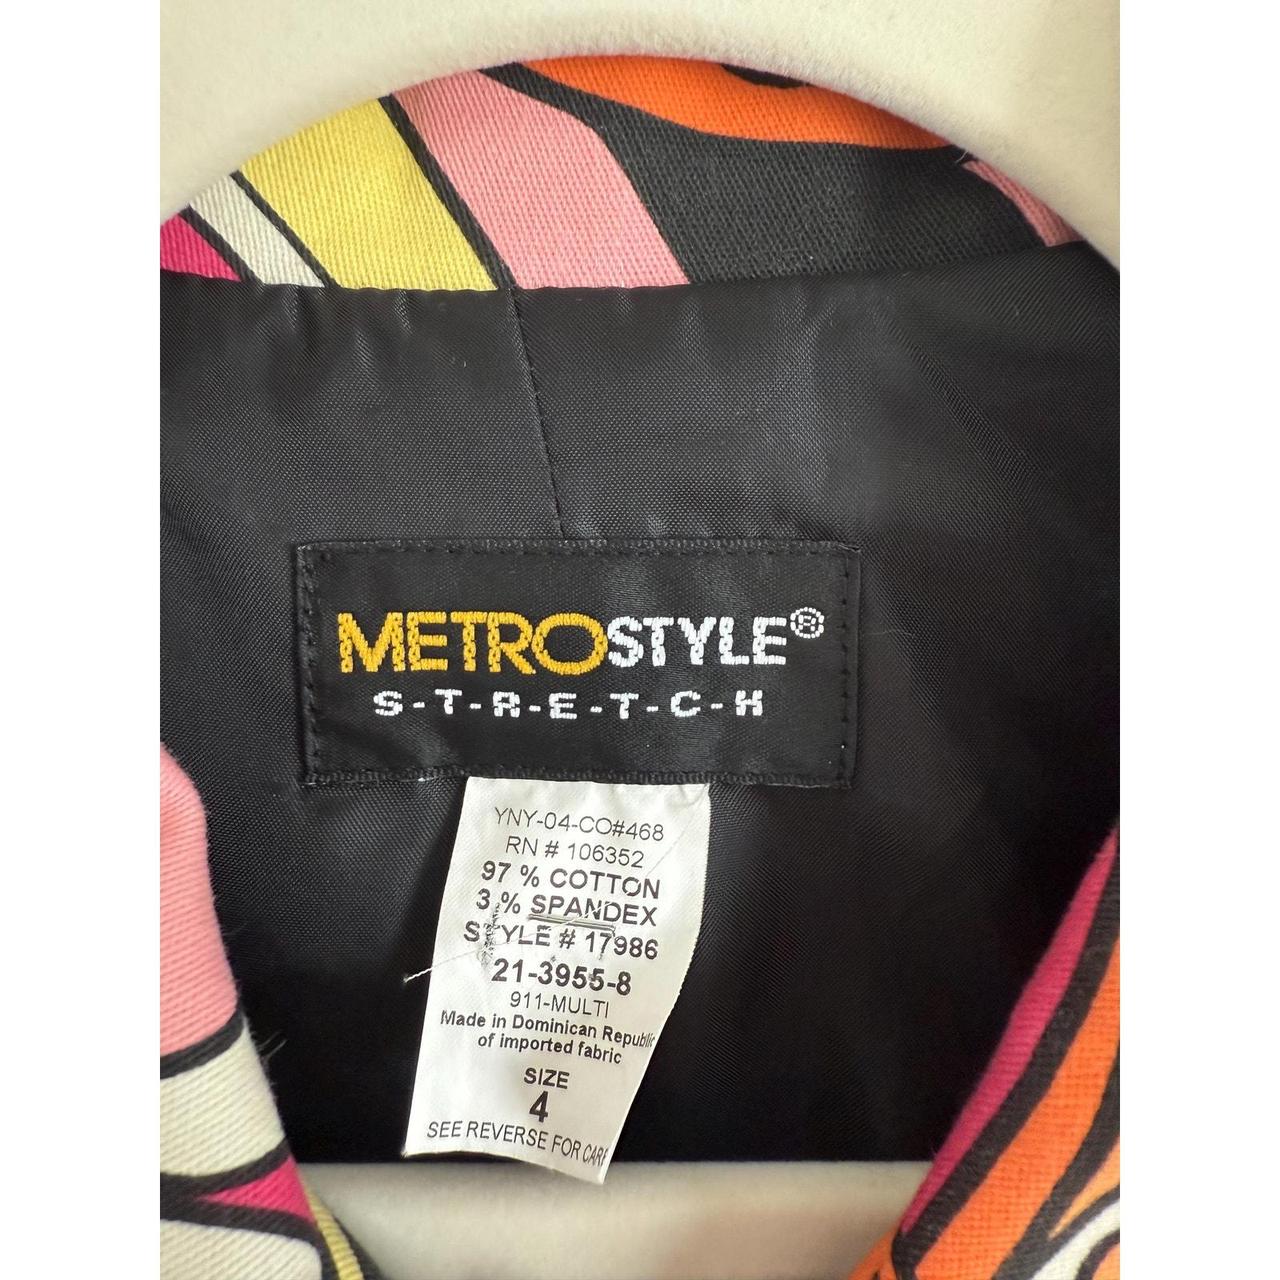 METROSTYLE®
S-T-R-E-T-C-H
YNY-04-CO#468
RN # 106352
97 % COTTON
3 % SPANDEX
STYLE # 17986
21-3955-8
911-MULTI
Made in Dominican Republic
of imported fabric
SIZE
4
SEE REVERSE FOR CARE